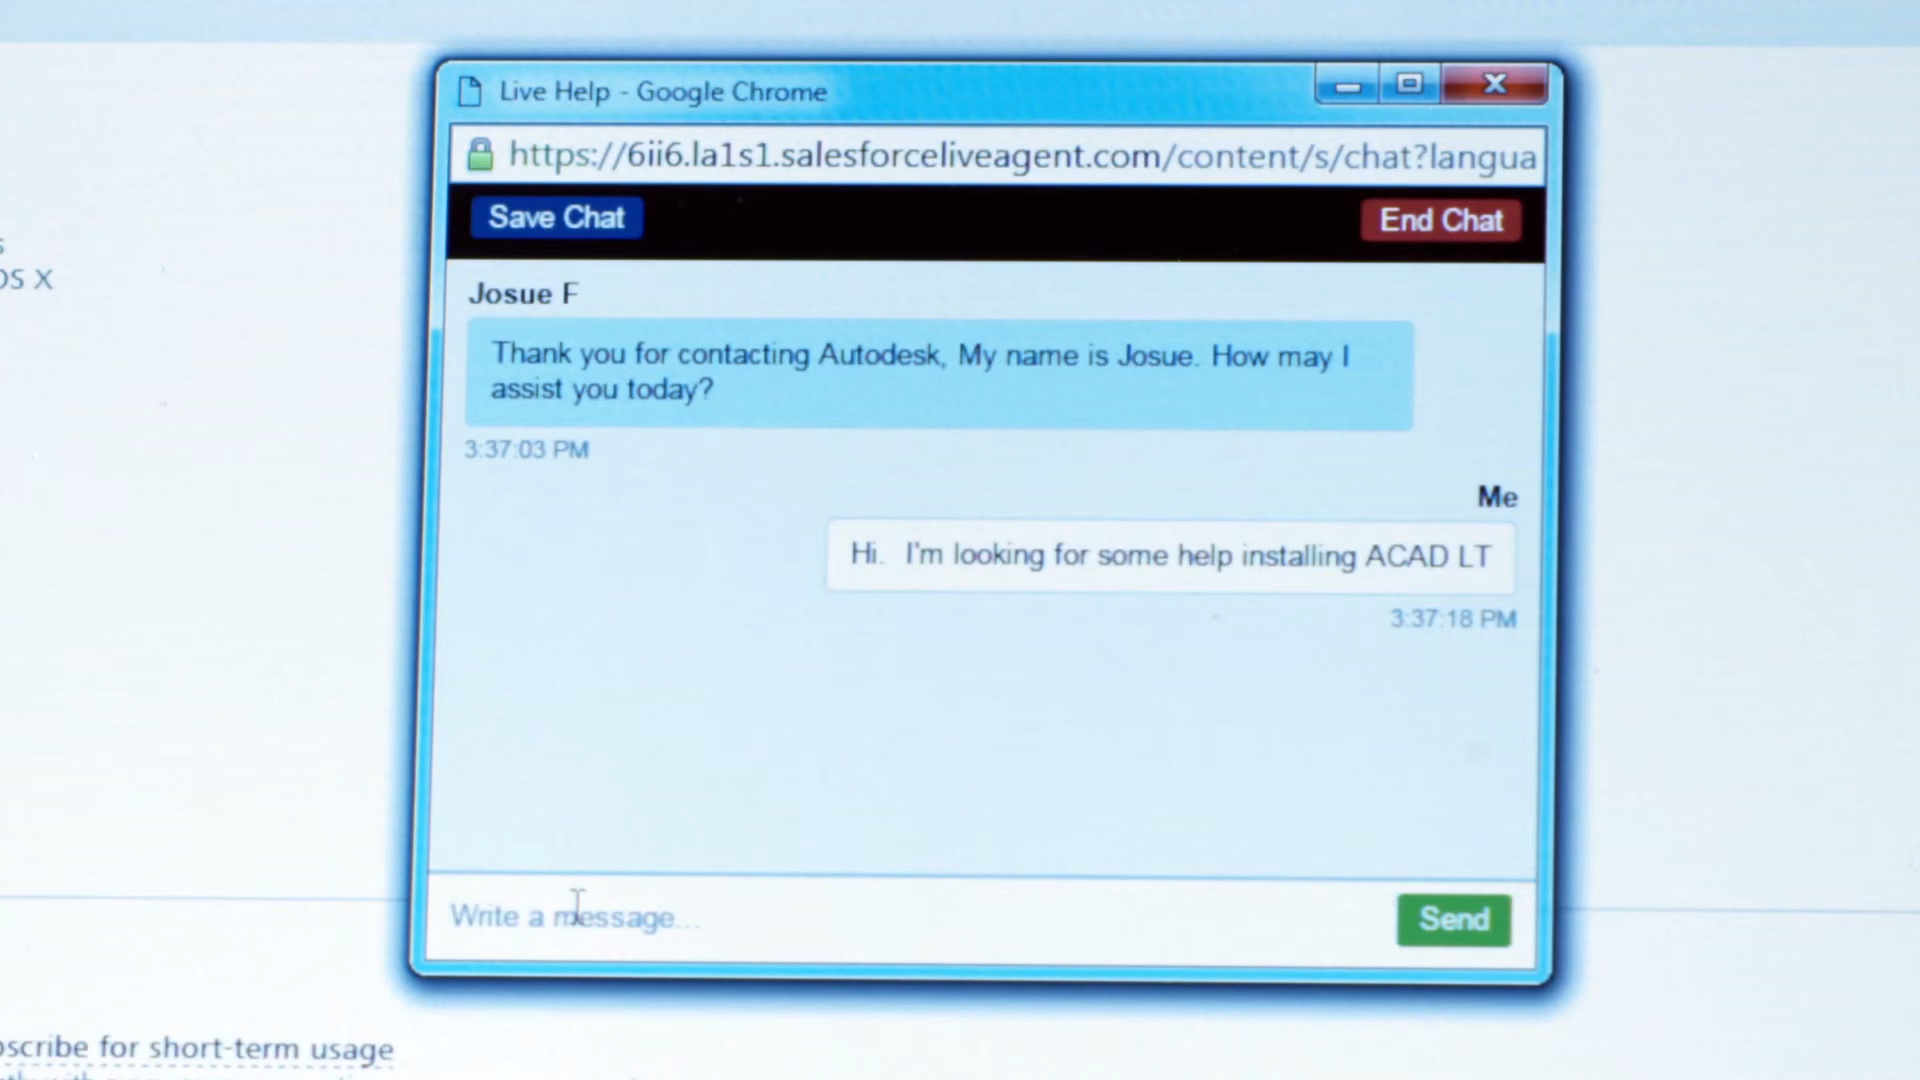 Live Help - Google Chrome
https://6ii6.la1s1.salesforceliveagent.com/content/s/chat?langua
Save Chat
End Chat
OS X
Josue F
Thank you for contacting Autodesk, My name is Josue. How may I
assist you today?
3:37:03 PM
Me
Hi.  I'm looking for some help installing ACAD LT
3:37:18 PM
Write a message...
Send
scribe for short-term usage